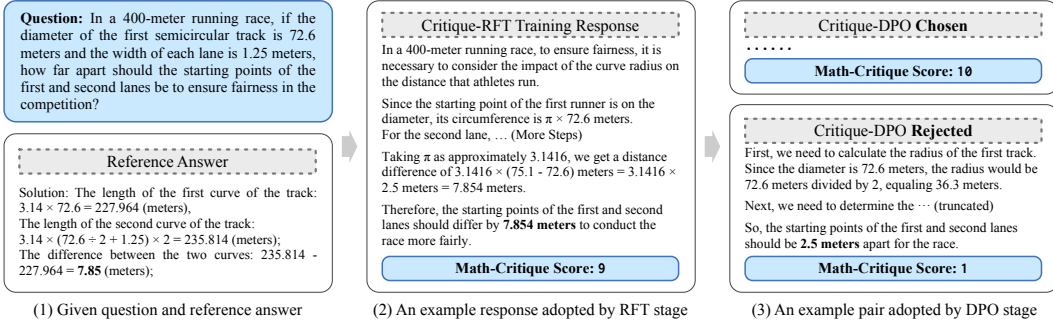 Question: In a 400-meter running race, if the
diameter of the first semicircular track is 72.6
meters and the width of each lane is 1.25 meters,
how far apart should the starting points of the
first and second lanes be to ensure fairness in the
competition?
Reference Answer
Solution: The length of the first curve of the track:
3.14 × 72.6 = 227.964 (meters),
The length of the second curve of the track:
3.14 × (72.6 ÷ 2 + 1.25) × 2 = 235.814 (meters);
The difference between the two curves: 235.814 -
227.964 = 7.85 (meters);
(1) Given question and reference answer
Critique-RFT Training Response
In a 400-meter running race, to ensure fairness, it is
necessary to consider the impact of the curve radius on
the distance that athletes run.
Since the starting point of the first runner is on the
diameter, its circumference is π × 72.6 meters.
For the second lane, … (More Steps)
Taking π as approximately 3.1416, we get a distance
difference of 3.1416 × (75.1 - 72.6) meters = 3.1416 ×
2.5 meters = 7.854 meters.
Therefore, the starting points of the first and second
lanes should differ by 7.854 meters to conduct the
race more fairly.
Math-Critique Score: 9
(2) An example response adopted by RFT stage
Critique-DPO Chosen
......
Math-Critique Score: 10
Critique-DPO Rejected
First, we need to calculate the radius of the first track.
Since the diameter is 72.6 meters, the radius would be
72.6 meters divided by 2, equaling 36.3 meters.
Next, we need to determine the ⋯ (truncated)
So, the starting points of the first and second lanes
should be 2.5 meters apart for the race.
Math-Critique Score: 1
(3) An example pair adopted by DPO stage